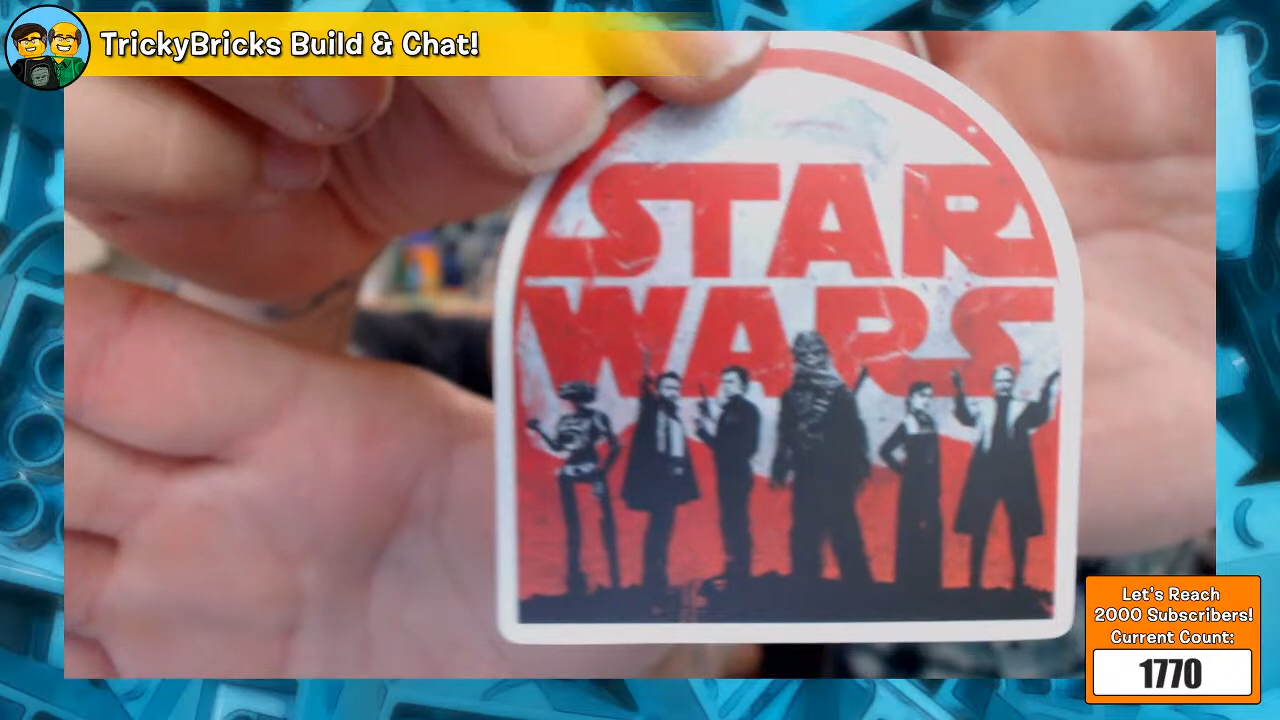 TrickyBricks Build & Chat!
STAR
WARS
Let's Reach
2000 Subscribers!
Current Count:
1770